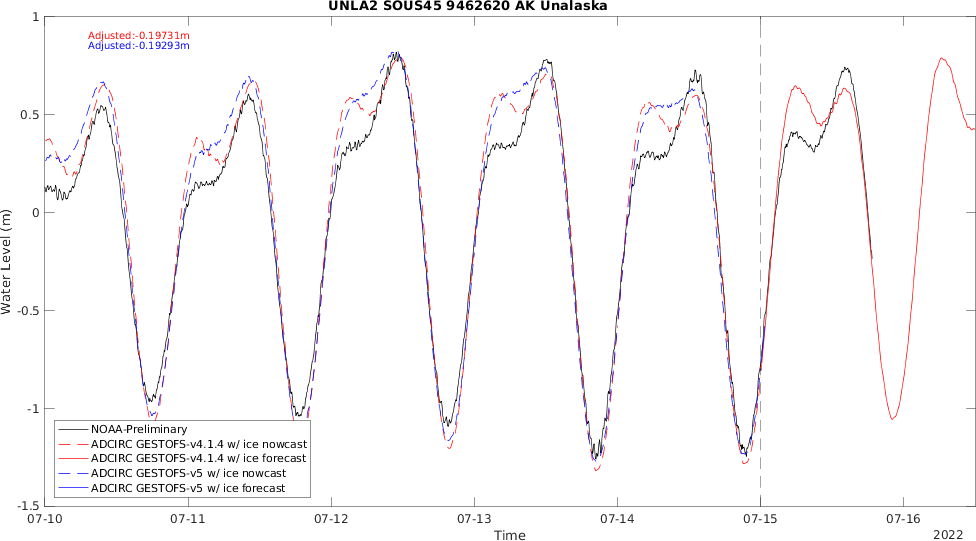 UNLA2 SOUS45 9462620 AK Unalaska
Adjusted:-0.19731m
Adjusted:-0.19293m
1
0.5
0
-0.5
-1
-1.5
Water Level (m)
NOAA-Preliminary
ADCIRC GESTOFS-v4.1.4 w/ ice nowcast
ADCIRC GESTOFS-v4.1.4 w/ ice forecast
ADCIRC GESTOFS-v5 w/ ice nowcast
ADCIRC GESTOFS-v5 w/ ice forecast
07-10 07-11 07-12 07-13 07-14 07-15 07-16
Time
2022